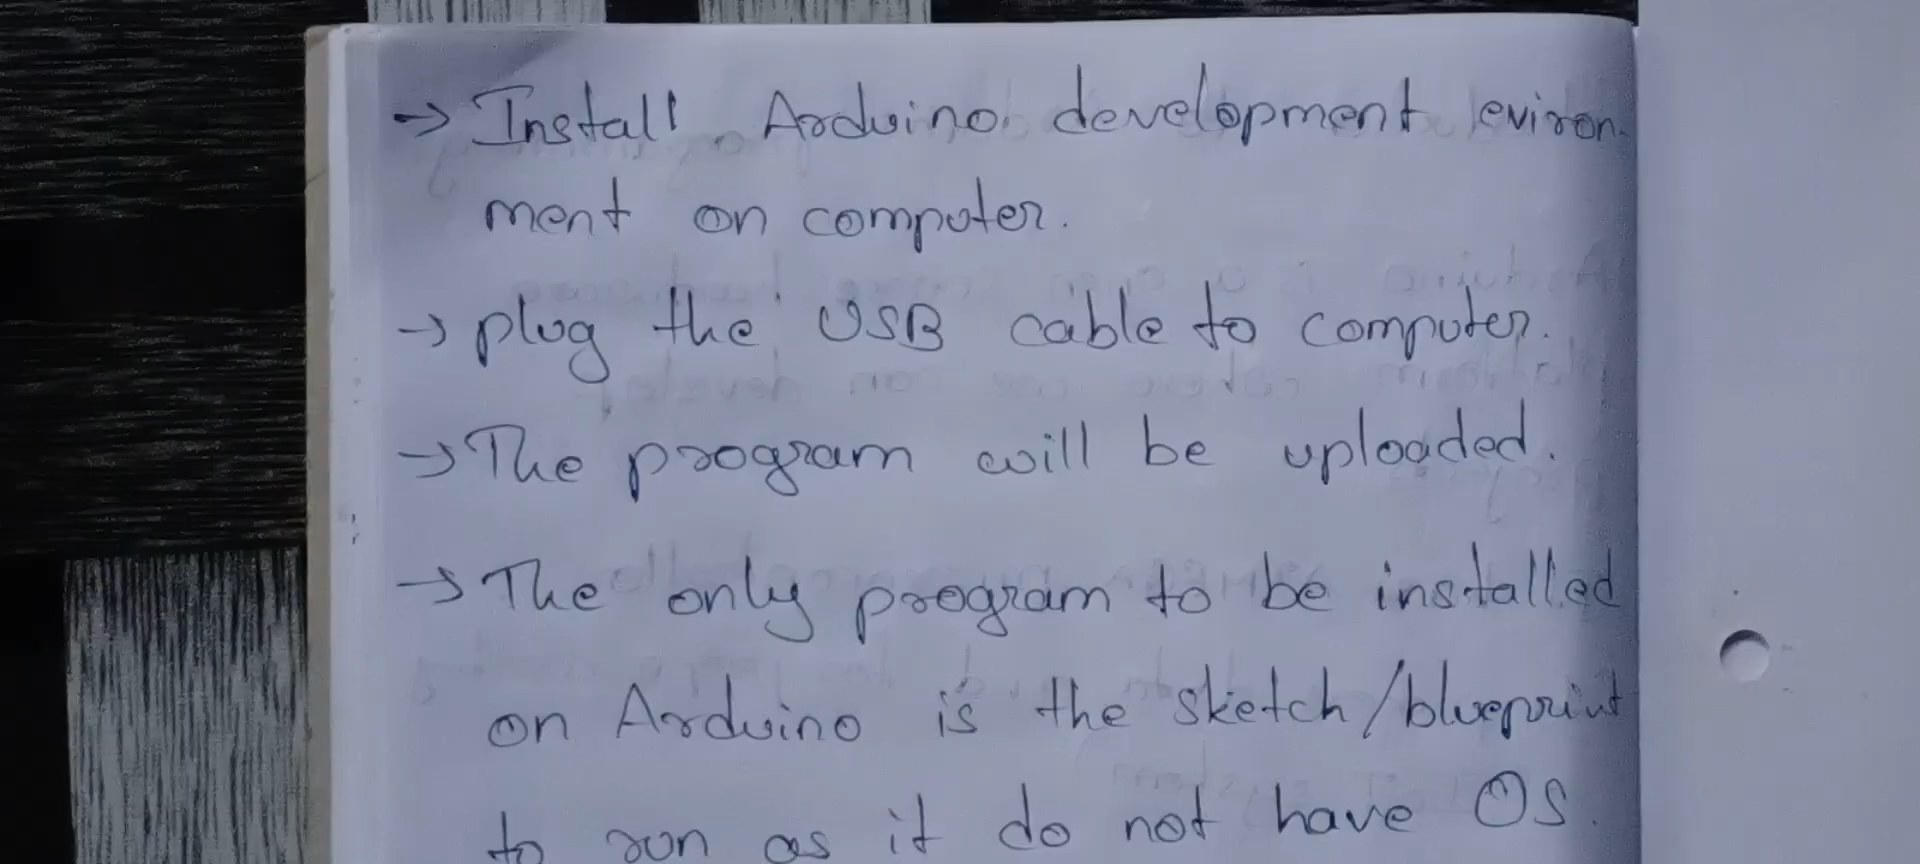 → Install Arduino development eviron-
ment on computer.
→ plug the USB cable to computer.
→ The program will be uploaded.
→ The only program to be installed
on Arduino is the sketch/blueprint
to run as it do not have OS.